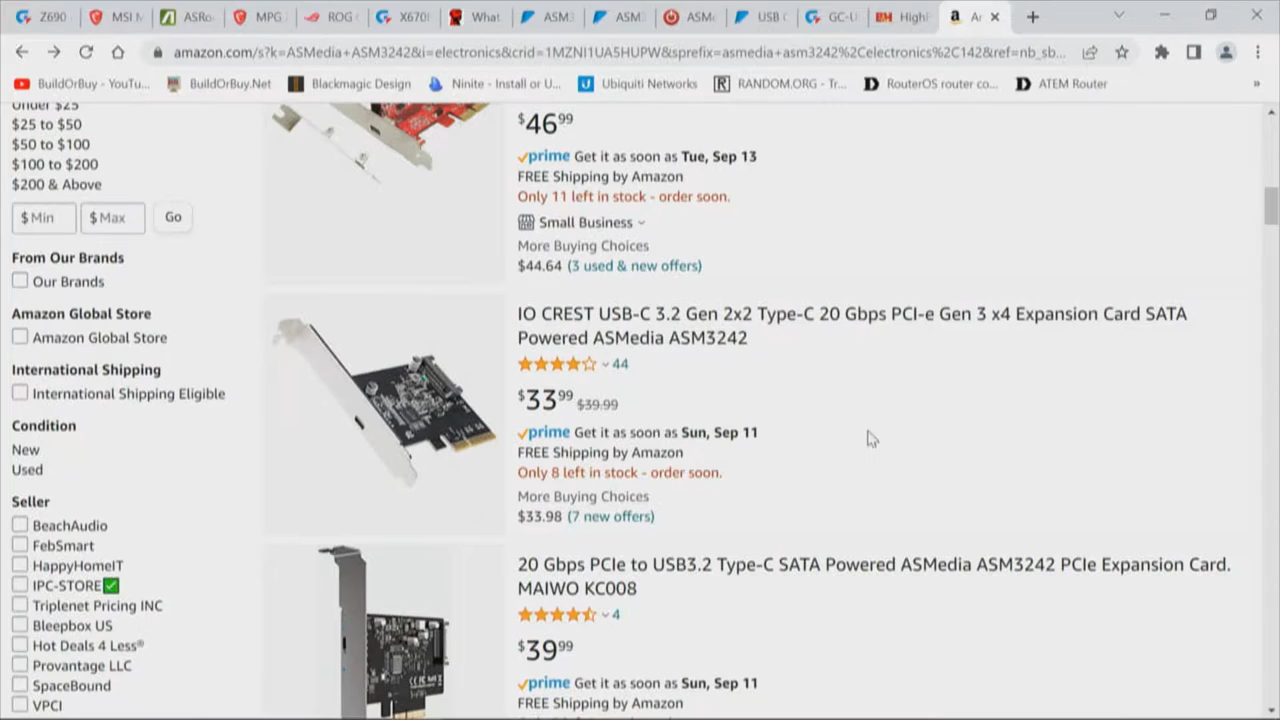 Z690
MSI M
ASRo
MPG
ROG
X670I
What
ASM
ASM
ASMe
USB C
GC-U
High
amazon.com/s?k=ASMedia+ASM3242&i=electronics&crid=1MZNI1UA5HUPW&sprefix=asmedia+asm3242%2Celectronics%2C142&ref=nb_sb...
BuildOrBuy - YouTu...
BuildOrBuy.Net
Blackmagic Design
Ninite - Install or U...
Ubiquiti Networks
RANDOM.ORG - Tr...
RouterOS router co...
ATEM Router
»
Under $25
$25 to $50
$50 to $100
$100 to $200
$200 & Above
$ Min
$ Max
Go
From Our Brands
Our Brands
Amazon Global Store
Amazon Global Store
International Shipping
International Shipping Eligible
Condition
New
Used
Seller
BeachAudio
FebSmart
HappyHomeIT
IPC-STORE✅
Triplenet Pricing INC
Bleepbox US
Hot Deals 4 Less®
Provantage LLC
SpaceBound
VPCI
$46.99
prime Get it as soon as Tue, Sep 13
FREE Shipping by Amazon
Only 11 left in stock - order soon.
Small Business
More Buying Choices
$44.64 (3 used & new offers)
IO CREST USB-C 3.2 Gen 2x2 Type-C 20 Gbps PCI-e Gen 3 x4 Expansion Card SATA
Powered ASMedia ASM3242
44
$33.99 $39.99
prime Get it as soon as Sun, Sep 11
FREE Shipping by Amazon
Only 8 left in stock - order soon.
More Buying Choices
$33.98 (7 new offers)
20 Gbps PCIe to USB3.2 Type-C SATA Powered ASMedia ASM3242 PCIe Expansion Card.
MAIWO KC008
4
$39.99
prime Get it as soon as Sun, Sep 11
FREE Shipping by Amazon